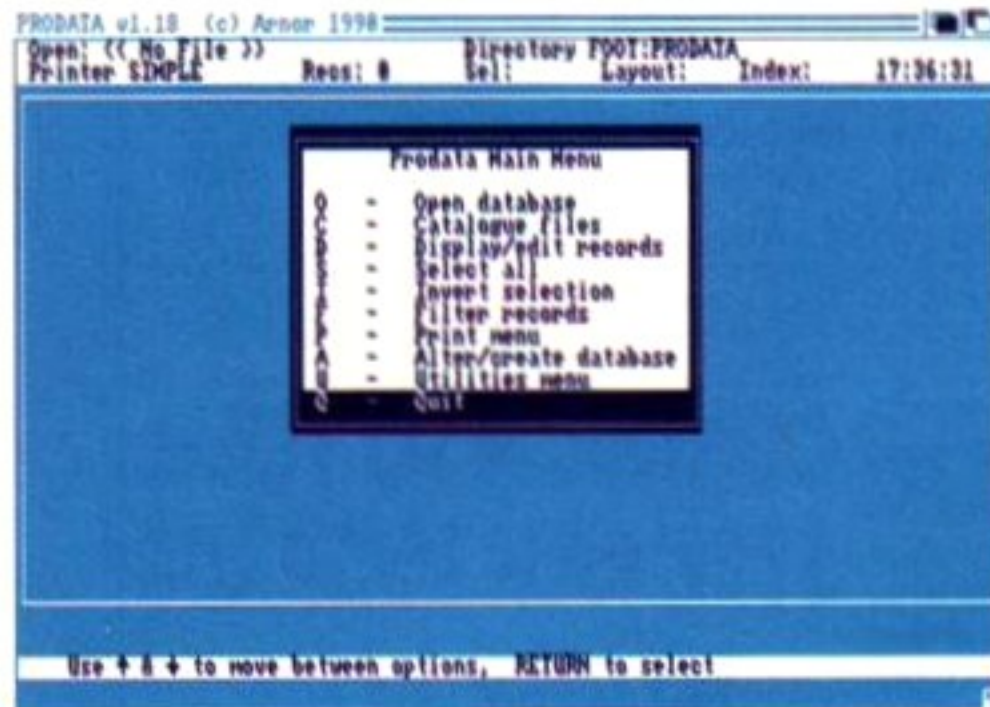 PRODATA v1.18 (c) Arnor 1990
Open: << No File >> Directory FOOT:PRODATA
Printer SIMPLE Recs: 0 Sel: Layout: Index: 17:36:31
Prodata Main Menu
O - Open database
C - Catalogue files
D - Display/edit records
S - Select all
I - Invert selection
F - Filter records
P - Print menu
A - Alter/create database
U - Utilities menu
Q - Quit
Use ↑ & ↓ to move between options, RETURN to select